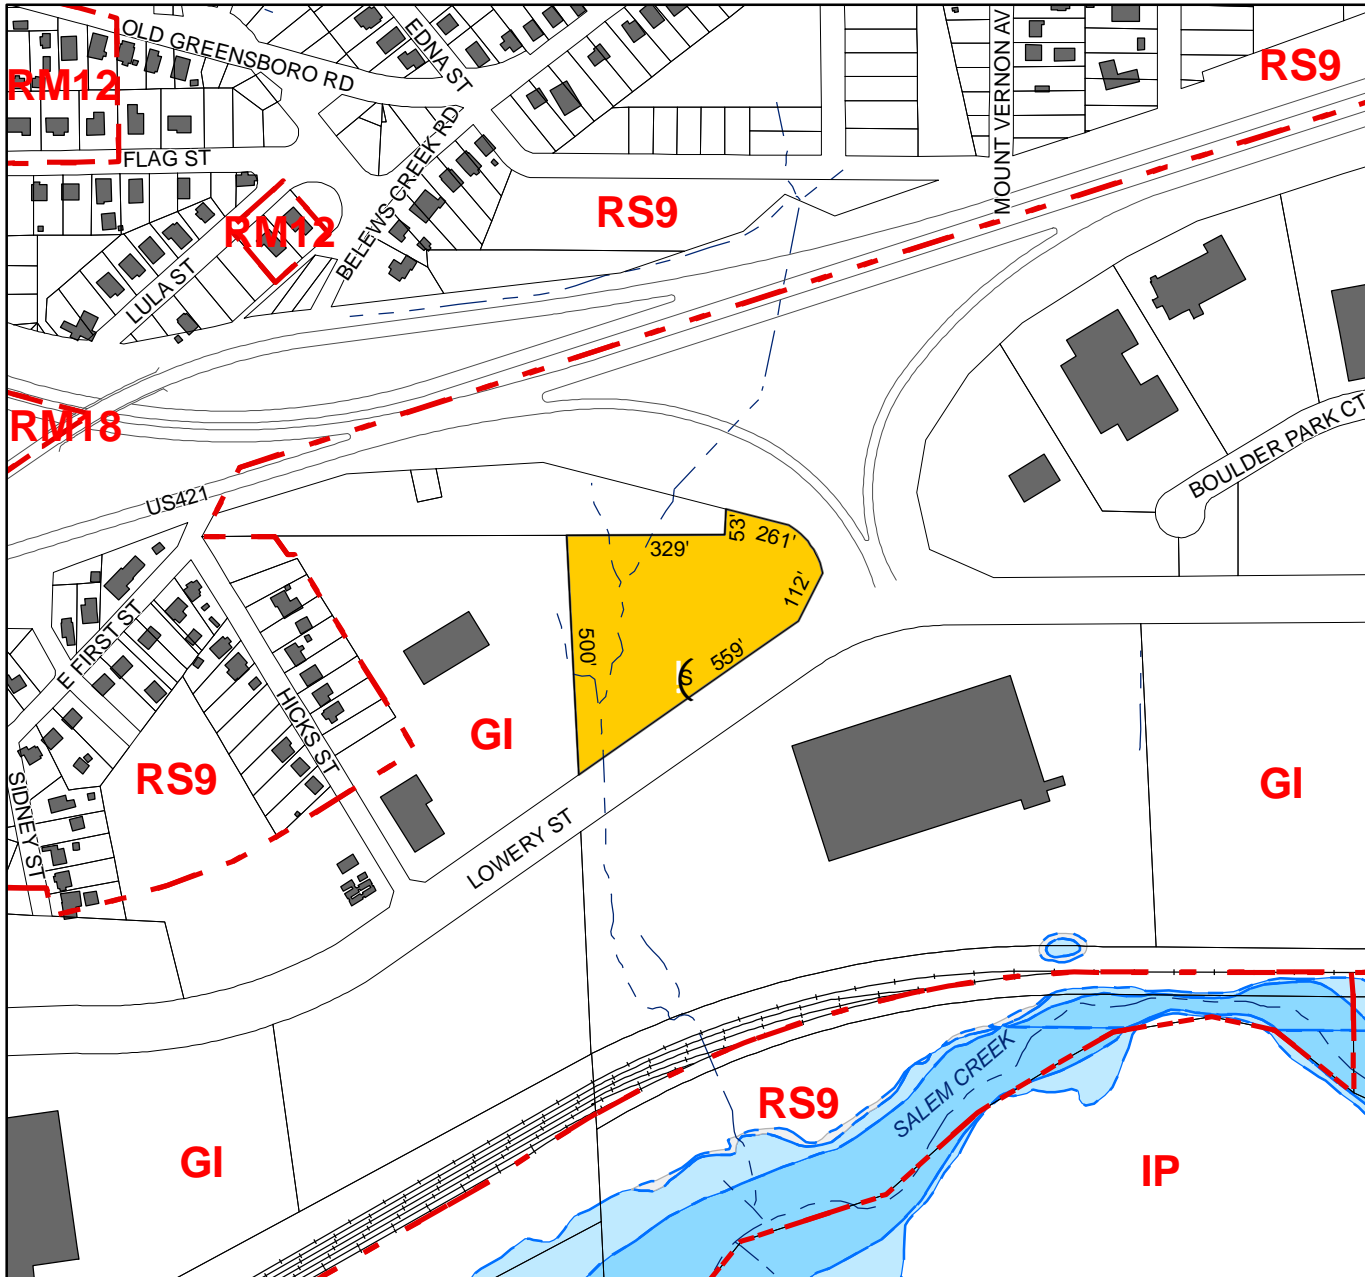 OLD GREENSBORO RD
EDNA ST
MOUNT VERNON AV
RS9
RM12
FLAG ST
BELEWS CREEK RD
RS9
RM12
LULA ST
RM18
BOULDER PARK CT
US421
53'
261'
329'
112'
E FIRST ST
500'
559'
S
HICKS ST
GI
RS9
SIDNEY ST
GI
LOWERY ST
SALEM CREEK
RS9
GI
IP